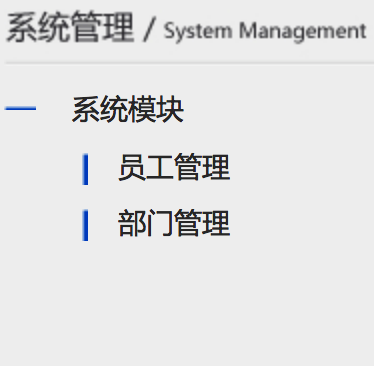 系统管理 / System Management
系统模块
员工管理
部门管理